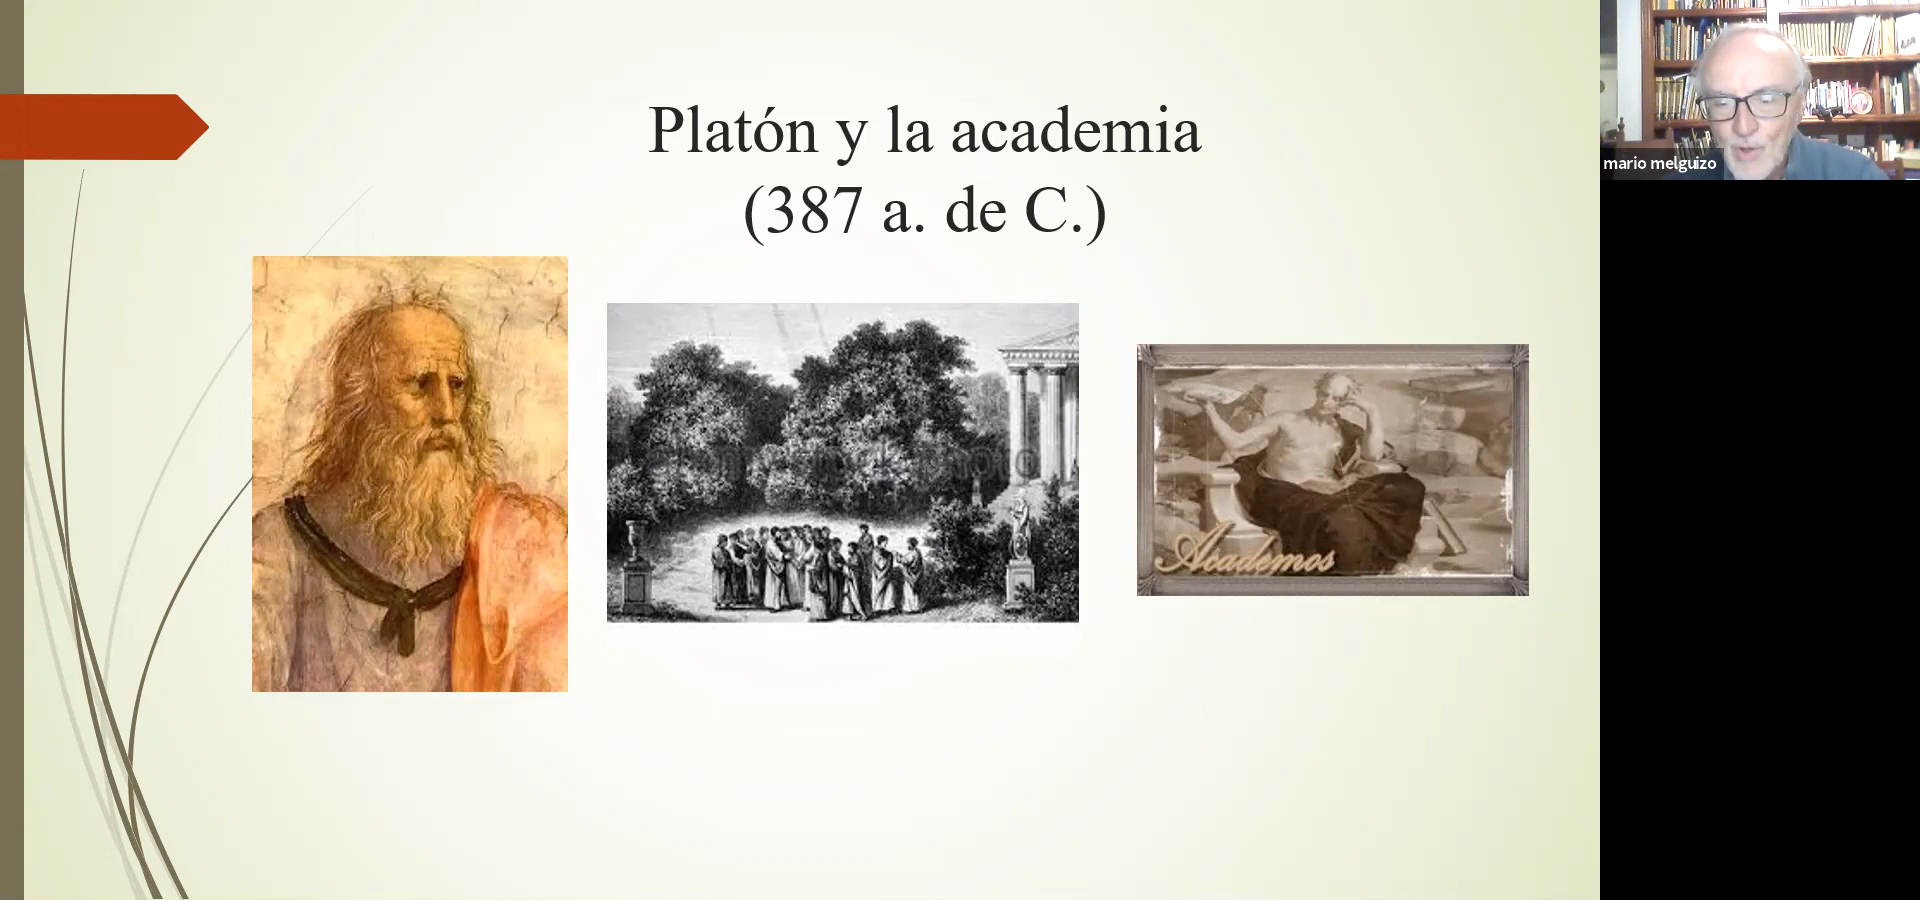 Platón y la academia
(387 a. de C.)
Academos
mario melguizo